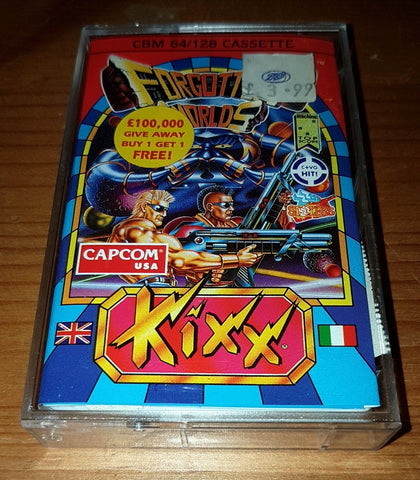 CBM 64/128 CASSETTE
FORGOTTE
WORLDS
£ 3.99
£100,000
GIVE AWAY
BUY 1 GET 1
FREE!
C+VG
HIT!
CAPCOM
USA
Kixx